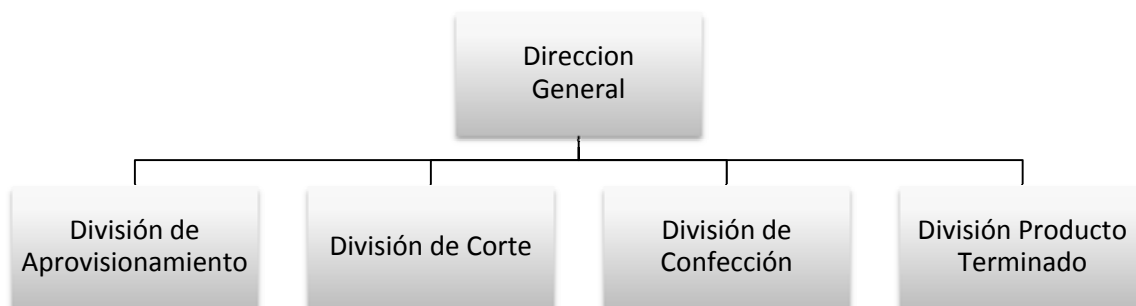 Direccion
General
División de
Aprovisionamiento
División de Corte
División de
Confección
División Producto
Terminado